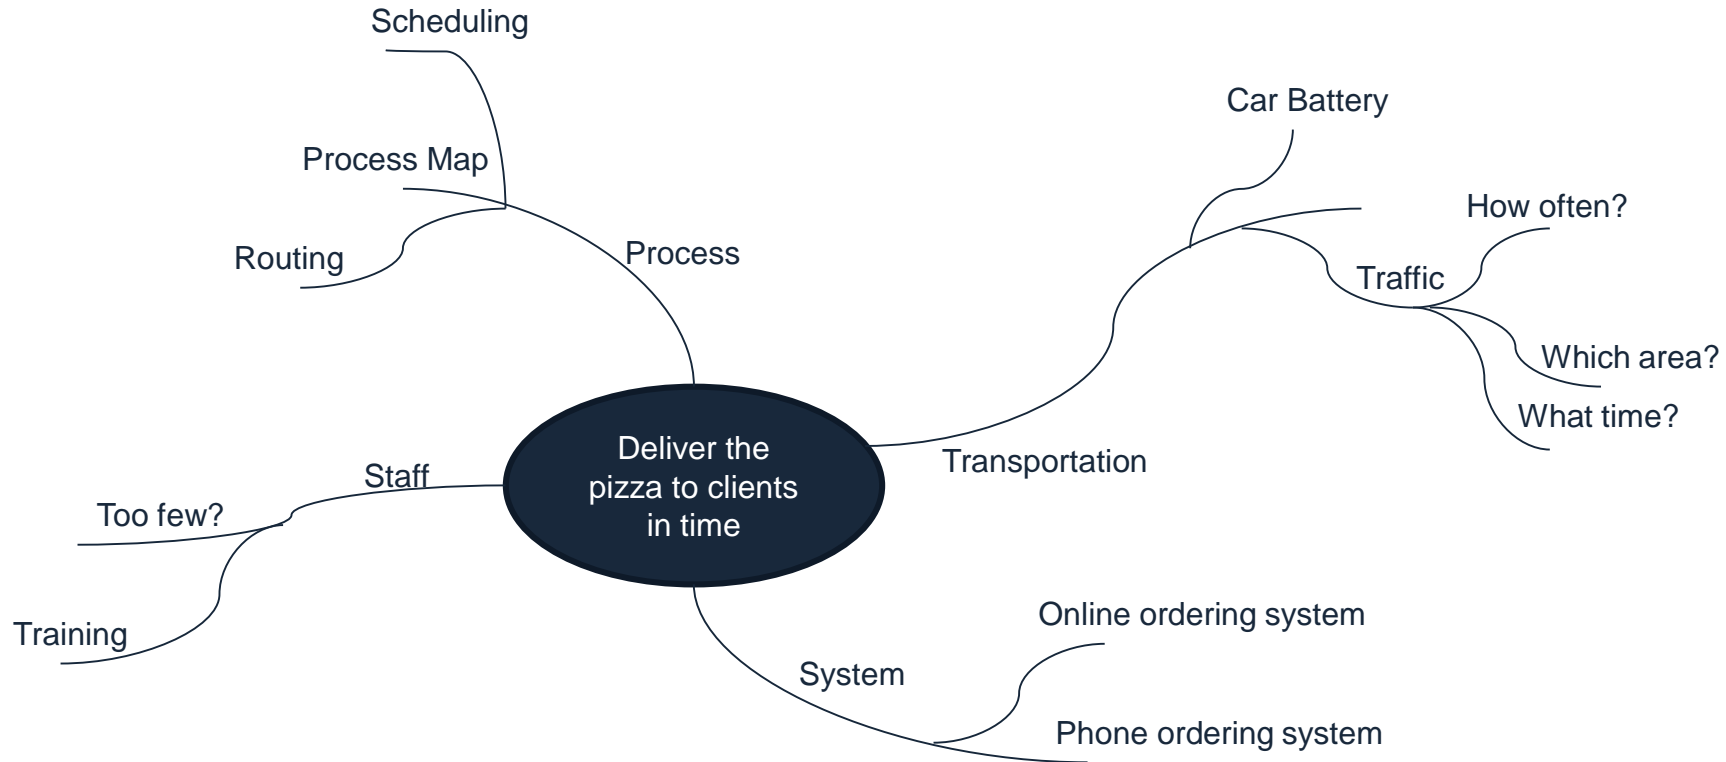 Scheduling
Car Battery
Process Map
How often?
Routing
Process
Traffic
Which area?
What time?
Deliver the
pizza to clients
in time
Transportation
Staff
Too few?
Training
Online ordering system
System
Phone ordering system